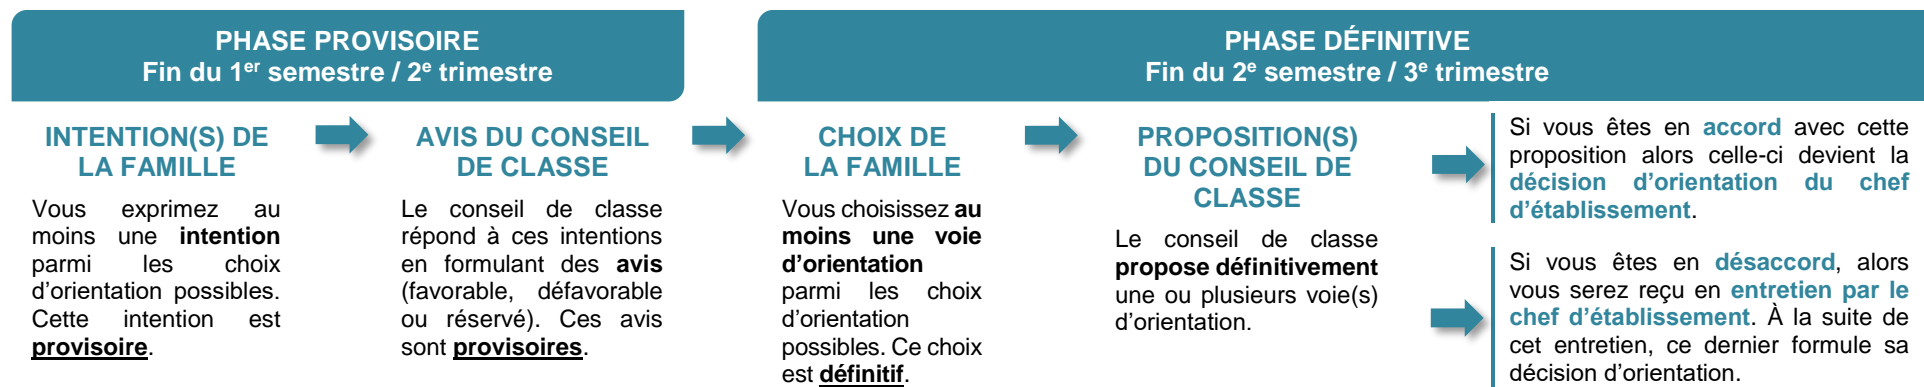 PHASE PROVISOIRE
Fin du 1er semestre / 2e trimestre
INTENTION(S) DE
LA FAMILLE
Vous exprimez au
moins une intention
parmi les choix
d'orientation possibles.
Cette intention est
provisoire.
AVIS DU CONSEIL
DE CLASSE
Le conseil de classe
répond à ces intentions
en formulant des avis
(favorable, défavorable
ou réservé). Ces avis
sont provisoires.
PHASE DÉFINITIVE
Fin du 2e semestre / 3e trimestre
CHOIX DE
LA FAMILLE
Vous choisissez au
moins une voie
d'orientation
parmi les choix
d'orientation
possibles. Ce choix
est définitif.
PROPOSITION(S)
DU CONSEIL DE
CLASSE
Le conseil de classe
propose définitivement
une ou plusieurs voie(s)
d'orientation.
Si vous êtes en accord avec cette
proposition alors celle-ci devient la
décision d'orientation du chef
d'établissement.
Si vous êtes en désaccord, alors
vous serez reçu en entretien par le
chef d'établissement. À la suite de
cet entretien, ce dernier formule sa
décision d'orientation.